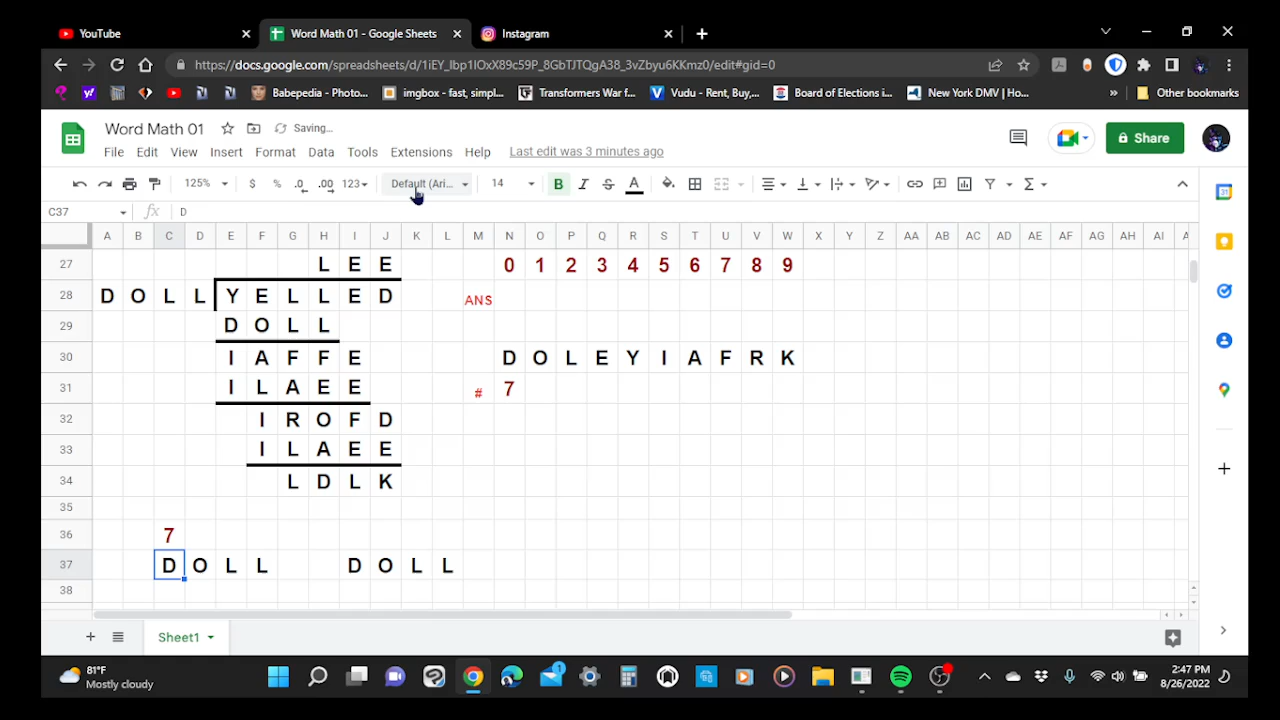 YouTube
Word Math 01 - Google Sheets
Instagram
https://docs.google.com/spreadsheets/d/1iEY_Ibp1IOxX89c59P_8GbTJTQgA38_3vZbyu6KKmz0/edit#gid=0
Babepedia - Photo...
imgbox - fast, simpl...
Transformers War f...
Vudu - Rent, Buy,...
Board of Elections i...
New York DMV | Ho...
»
Other bookmarks
Word Math 01
Saving...
File Edit View Insert Format Data Tools Extensions Help
Last edit was 3 minutes ago
Share
125% $ % .0 .00 123 Default (Ari... 14 B I S A
C37 fx D
A B C D E F G H I J K L M N O P Q R S T U V W X Y Z AA AB AC AD AE AF AG AH AI
27 L E E 0 1 2 3 4 5 6 7 8 9
28 D O L L Y E L L E D ANS
29 D O L L
30 I A F F E D O L E Y I A F R K
31 I L A E E # 7
32 I R O F D
33 I L A E E
34 L D L K
35
36 7
37 D O L L D O L L
38
Sheet1
81°F
Mostly cloudy
1
2:47 PM
8/26/2022